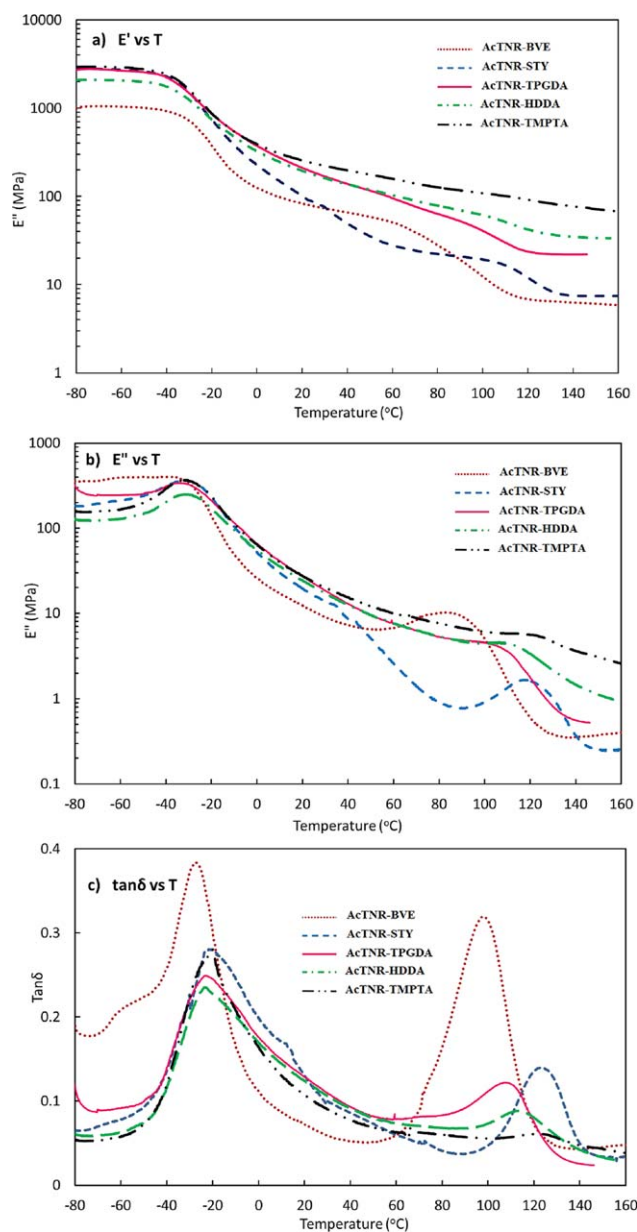 a) E' vs T
AcTNR-BVE
AcTNR-STY
AcTNR-TPGDA
AcTNR-HDDA
AcTNR-TMPTA
10000
1000
100
10
1
E" (MPa)
-80 -60 -40 -20 0 20 40 60 80 100 120 140 160
Temperature (°C)
b) E" vs T
AcTNR-BVE
AcTNR-STY
AcTNR-TPGDA
AcTNR-HDDA
AcTNR-TMPTA
1000
100
10
1
0.1
E" (MPa)
-80 -60 -40 -20 0 20 40 60 80 100 120 140 160
Temperature (°C)
c) tanδ vs T
AcTNR-BVE
AcTNR-STY
AcTNR-TPGDA
AcTNR-HDDA
AcTNR-TMPTA
0.4
0.3
0.2
0.1
0
Tanδ
-80 -60 -40 -20 0 20 40 60 80 100 120 140 160
Temperature (°C)